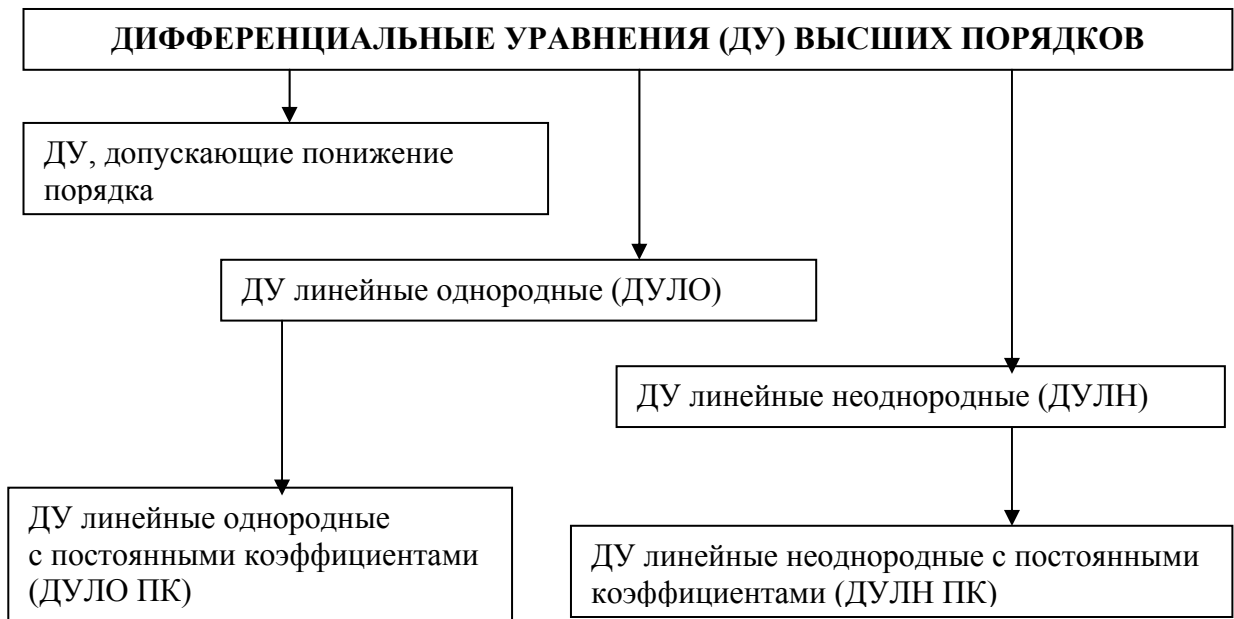 ДИФФЕРЕНЦИАЛЬНЫЕ УРАВНЕНИЯ (ДУ) ВЫСШИХ ПОРЯДКОВ
ДУ, допускающие понижение
порядка
ДУ линейные однородные (ДУЛО)
ДУ линейные неоднородные (ДУЛН)
ДУ линейные однородные
с постоянными коэффициентами
(ДУЛО ПК)
ДУ линейные неоднородные с постоянными
коэффициентами (ДУЛН ПК)